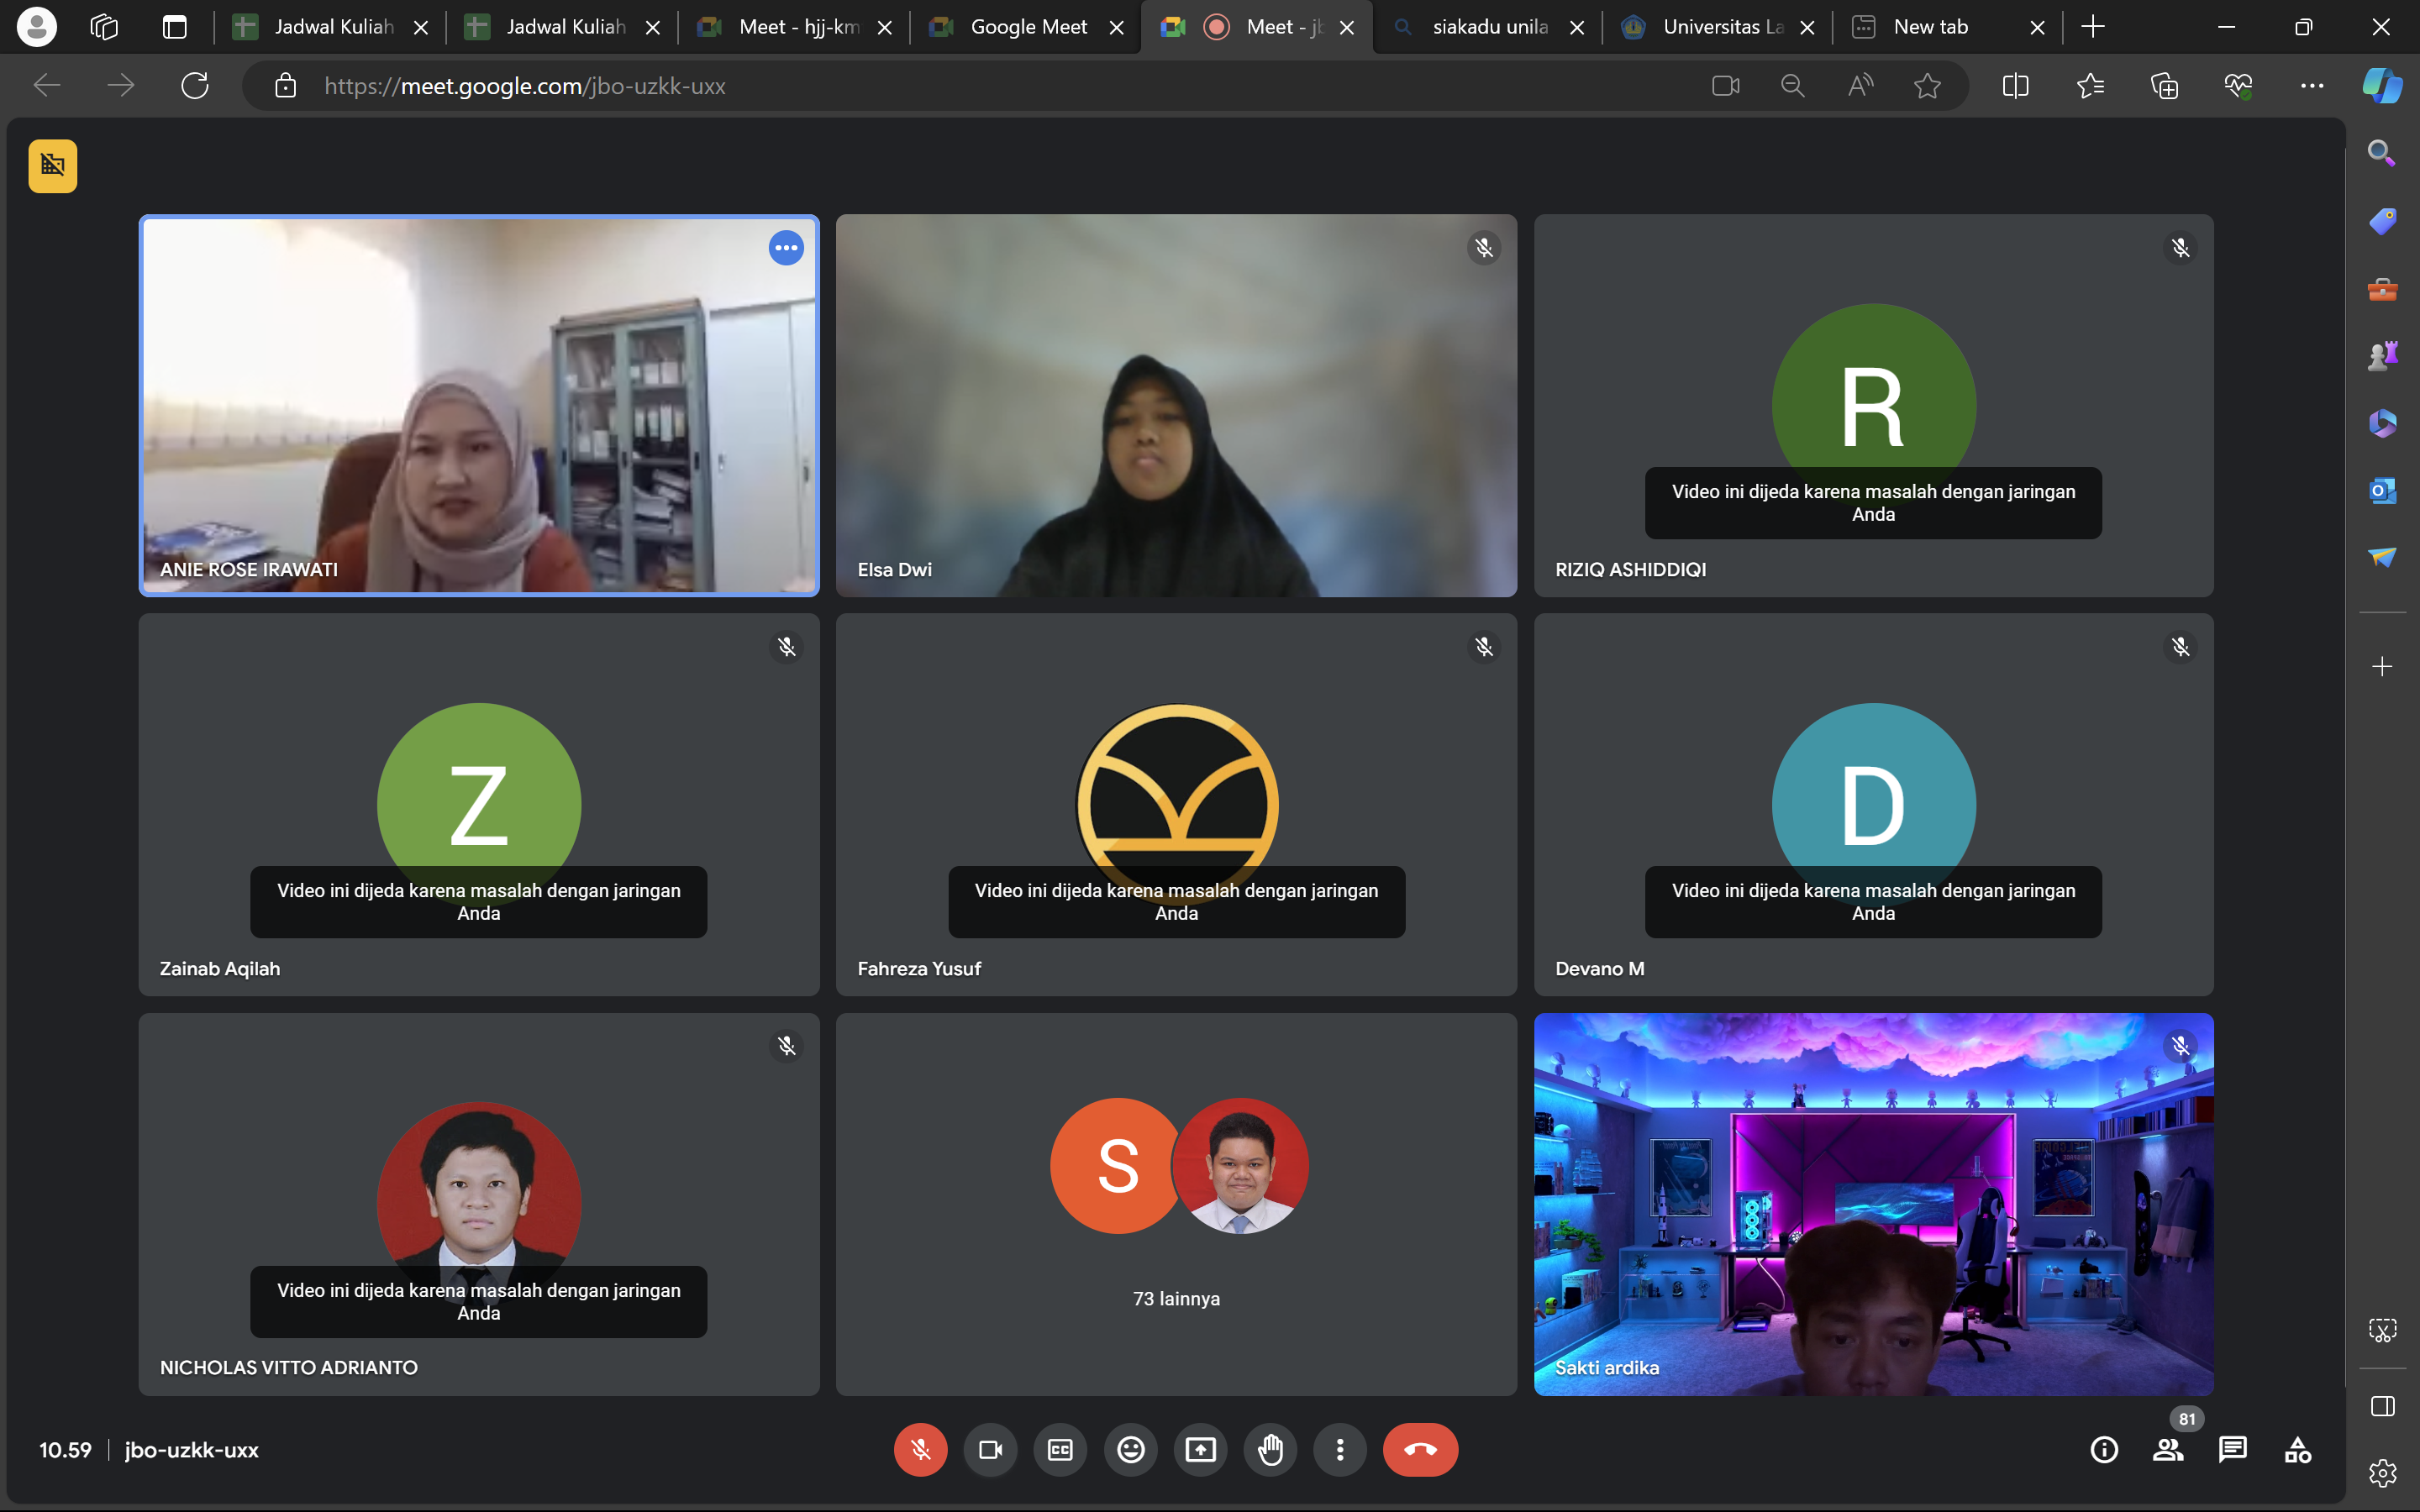 Jadwal Kuliah
Jadwal Kuliah
Meet - hjj-km
Google Meet
Meet - jb
siakadu unila
Universitas La
New tab
https://meet.google.com/jbo-uzkk-uxx
ANIE ROSE IRAWATI
Elsa Dwi
R
Video ini dijeda karena masalah dengan jaringan
Anda
RIZIQ ASHIDDIQI
Z
Video ini dijeda karena masalah dengan jaringan
Anda
Zainab Aqilah
Video ini dijeda karena masalah dengan jaringan
Anda
Fahreza Yusuf
D
Video ini dijeda karena masalah dengan jaringan
Anda
Devano M
Video ini dijeda karena masalah dengan jaringan
Anda
NICHOLAS VITTO ADRIANTO
S
73 lainnya
Sakti ardika
10.59
jbo-uzkk-uxx
CC
81